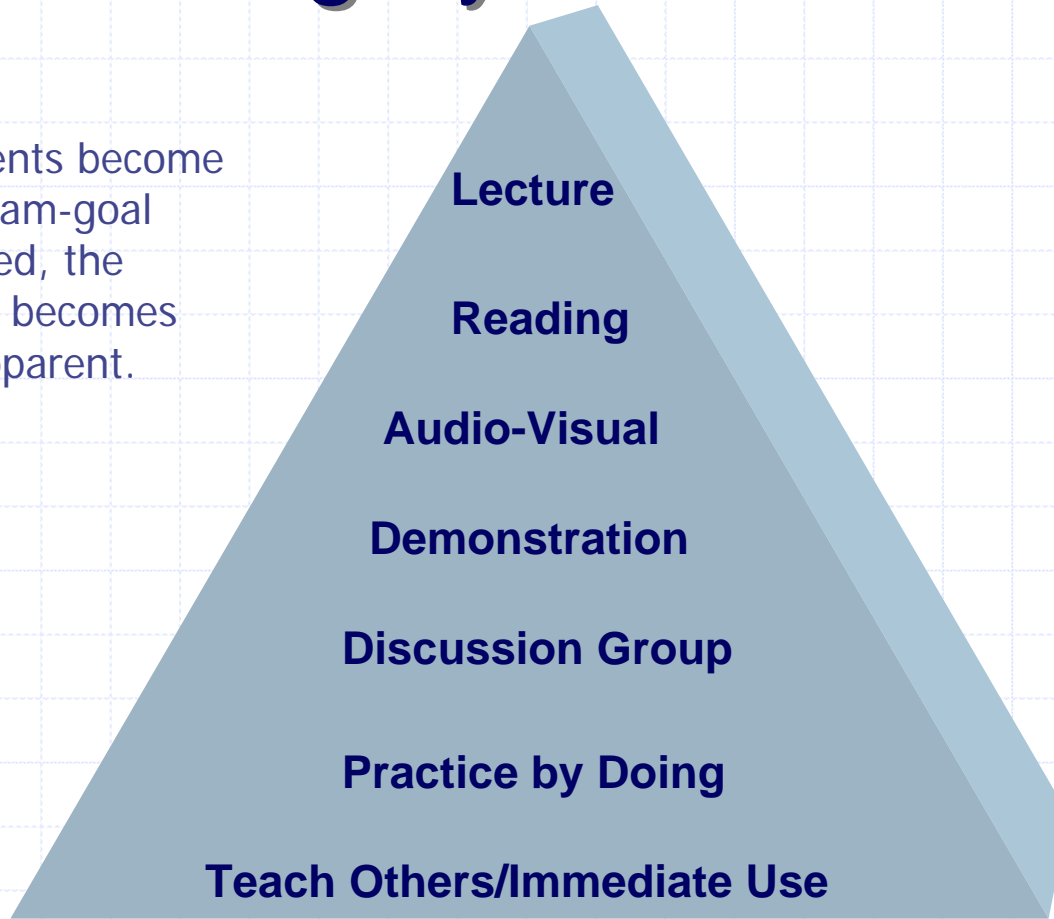 ents become
am-goal
ed, the
becomes
parent.
Lecture
Reading
Audio-Visual
Demonstration
Discussion Group
Practice by Doing
Teach Others/Immediate Use